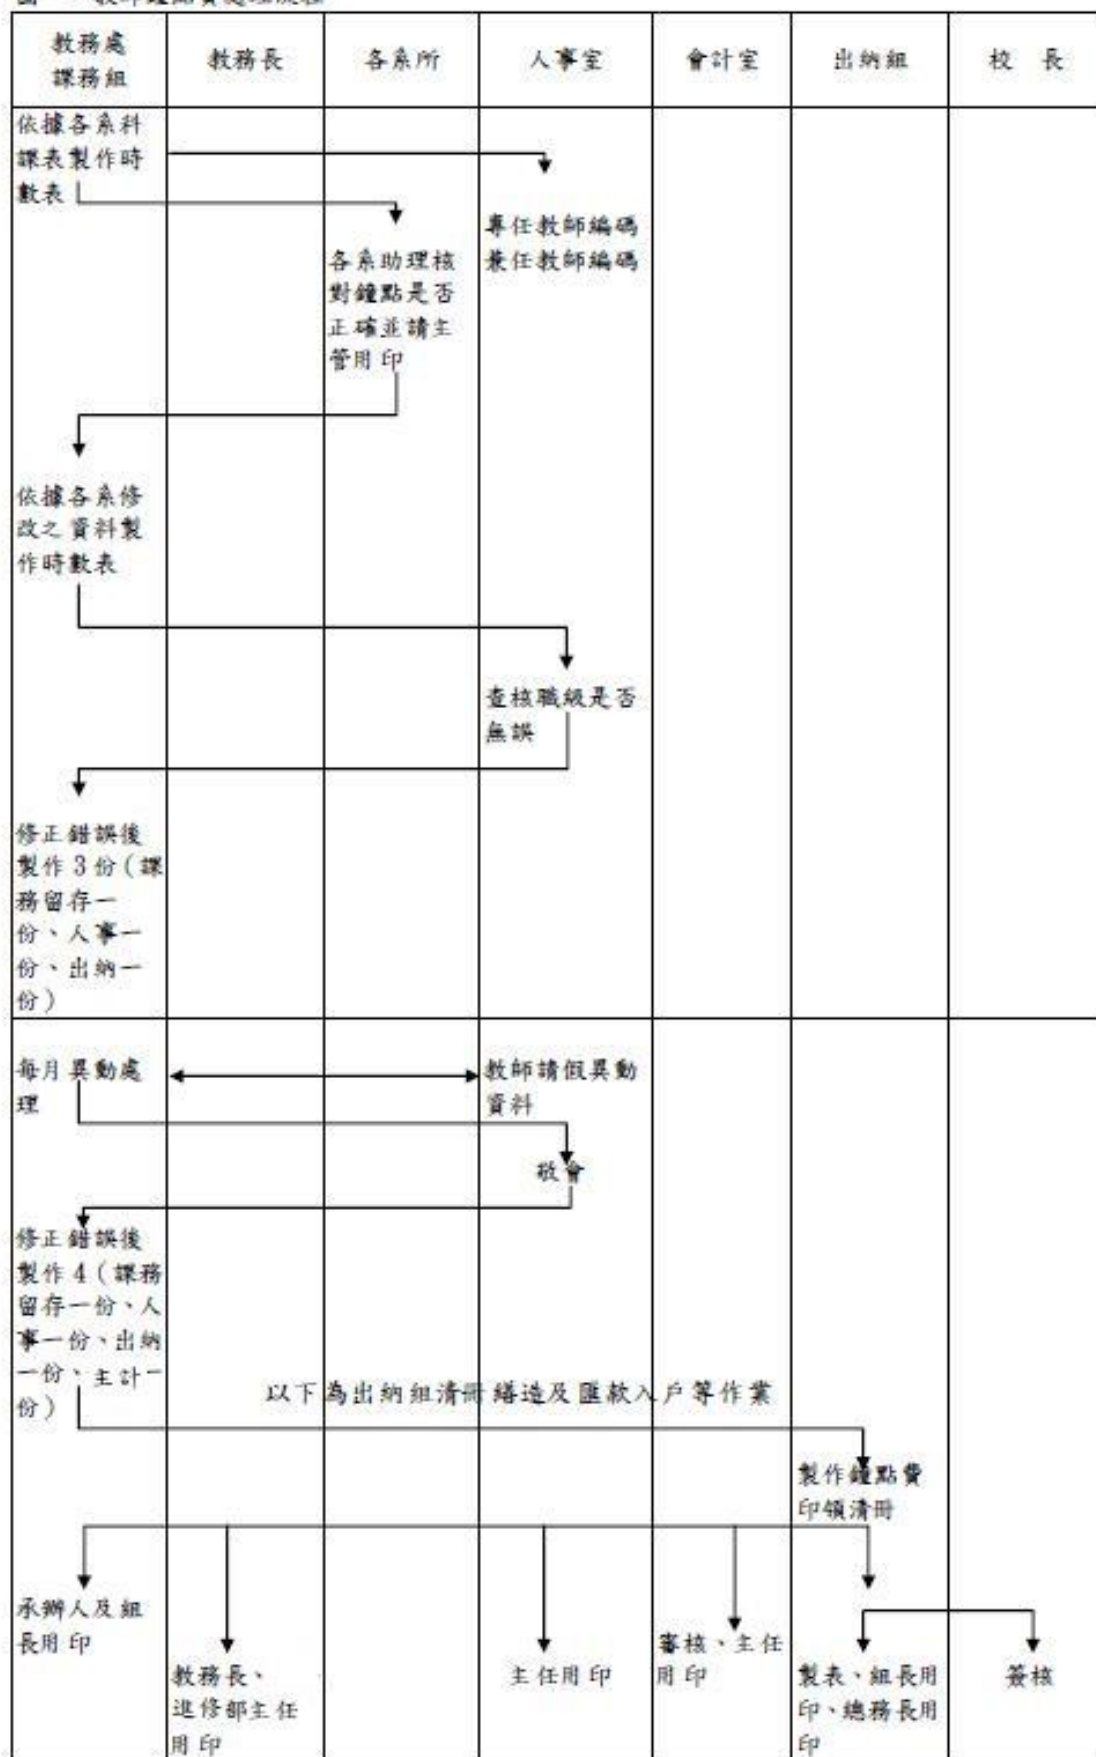 教務處
課務組
教務長
各系所
人事室
會計室
出納組
校 長
依據各系科
課表製作時
數表
專任教師編碼
兼任教師編碼
各系助理核
對鐘點是否
正確並請主
管用印
依據各系修
改之資料製
作時數表
查核職級是否
無誤
修正錯誤後
製作3份(課
務留存一
份、人事一
份、出納一
份)
每月異動處
理
教師請假異動
資料
敬會
修正錯誤後
製作4(課務
留存一份、人
事一份、出納
一份、主計一
份)
以下為出納組清冊繕造及匯款入戶等作業
製作鐘點費
印領清冊
承辦人及組
長用印
教務長、
進修部主任
用印
主任用印
審核、主任
用印
製表、組長用
印、總務長用
印
簽核